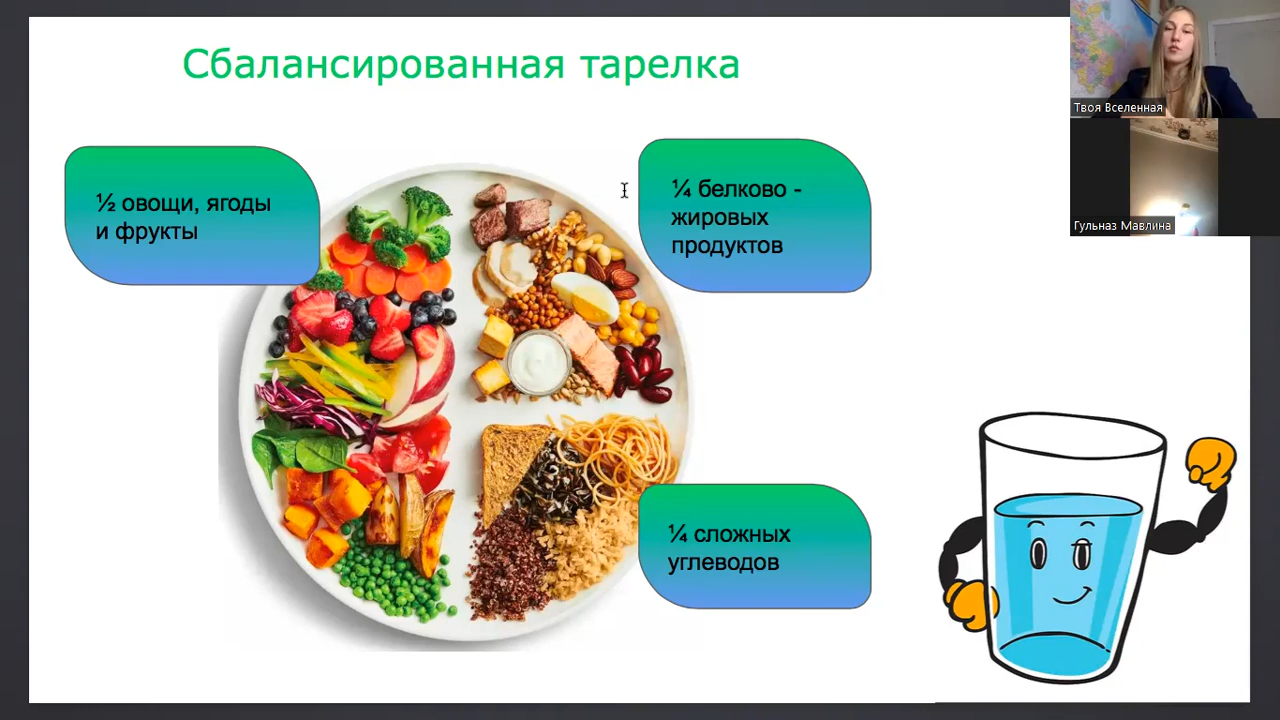 Сбалансированная тарелка
½ овощи, ягоды
и фрукты
¼ белково -
жировых
продуктов
¼ сложных
углеводов
Твоя Вселенная
Гульназ Мавлина